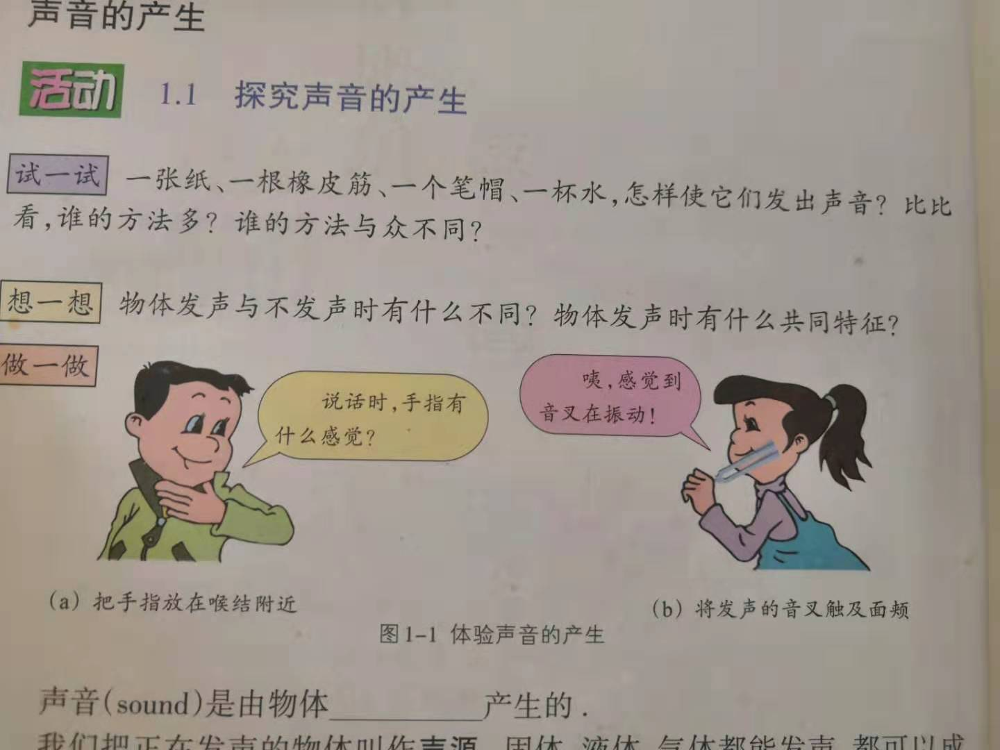 声音的产生
活动 1.1 探究声音的产生
试一试 一张纸、一根橡皮筋、一个笔帽、一杯水,怎样使它们发出声音? 比比
看,谁的方法多? 谁的方法与众不同?
想一想 物体发声与不发声时有什么不同? 物体发声时有什么共同特征?
做一做
说话时,手指有
什么感觉?
咦,感觉到
音叉在振动!
(a) 把手指放在喉结附近
(b) 将发声的音叉触及面颊
图1-1 体验声音的产生
声音(sound)是由物体__________产生的.
我们把正在发声的物体叫作声源. 固体、液体、气体都能发声,都可以成